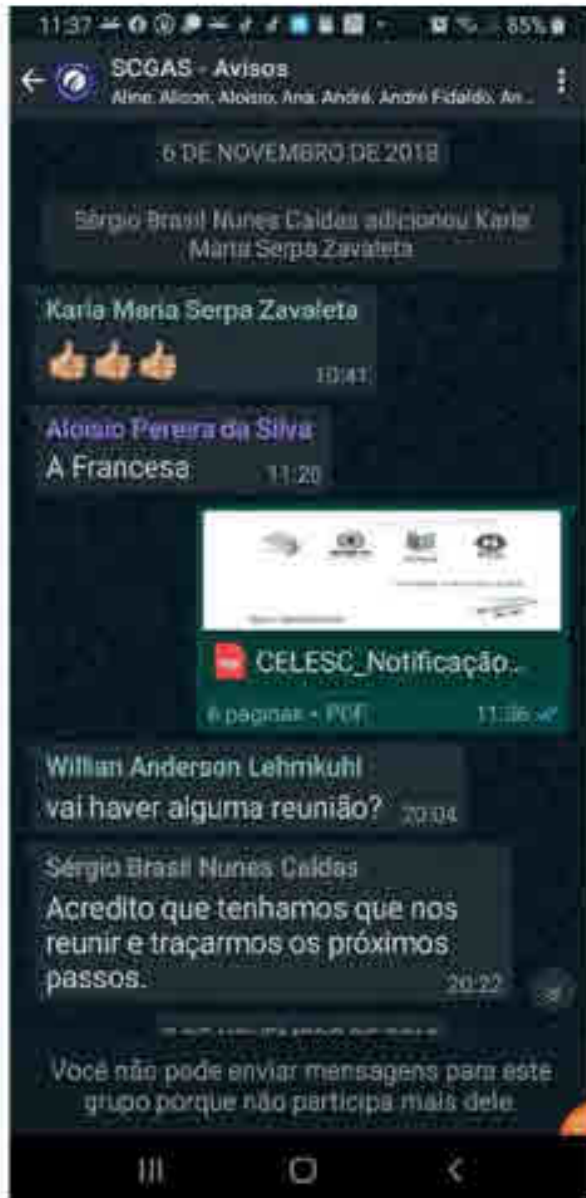 11:37 85%
SCGAS - Avisos
Aline, Alison, Aloisio, Ana, André, André Fidalgo, An...
6 DE NOVEMBRO DE 2018
Sérgio Brasil Nunes Caldas adicionou Karla
Maria Serpa Zavaleta
Karla Maria Serpa Zavaleta
👍👍👍
10:41
Aloisio Pereira da Silva
A Francesa 11:20
CELESC_Notificação...
6 páginas • PDF 11:36
Willian Anderson Lehmkuhl
vai haver alguma reunião? 20:04
Sérgio Brasil Nunes Caldas
Acredito que tenhamos que nos
reunir e traçarmos os próximos
passos. 20:22
Você não pode enviar mensagens para este
grupo porque não participa mais dele